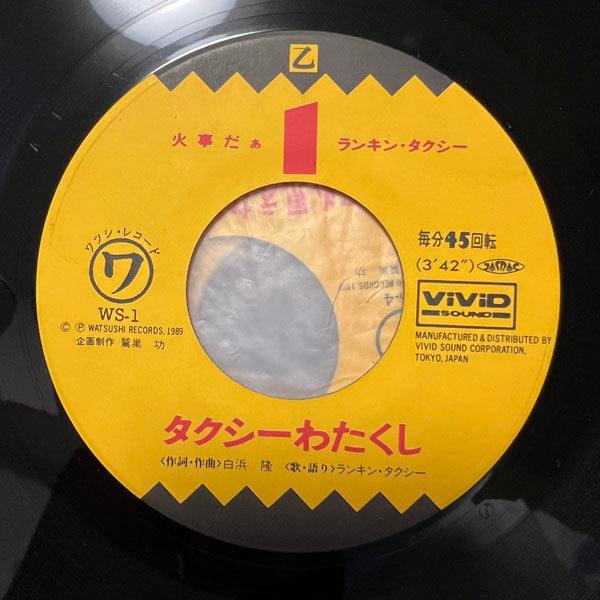 乙
火事だぁ
1
ランキン・タクシー
ワツシ・レコード
ワ
WS-1
© ℗ WATSUSHI RECORDS, 1989
企画制作 鷲巣 功
毎分45回転
(3′42″) JASRAC
ViViD
SOUND
MANUFACTURED & DISTRIBUTED BY
VIVID SOUND CORPORATION,
TOKYO, JAPAN
タクシーわたくし
〈作詞・作曲〉白浜 隆 〈歌・語り〉ランキン・タクシー